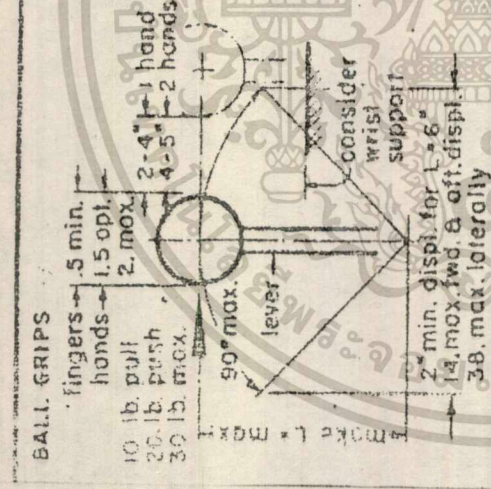 BALL GRIPS
fingers .5 min.
hands 1.5 opt.
2. max.
10 lb. pull
20 lb. push
30 lb. max.
2-4" 1 hand
4-5" 2 hands
90° max.
lever
consider
wrist
support
make L = max
2" min. displ. for L = 6"
14. max fwd. & aft. displ.
38. max laterally